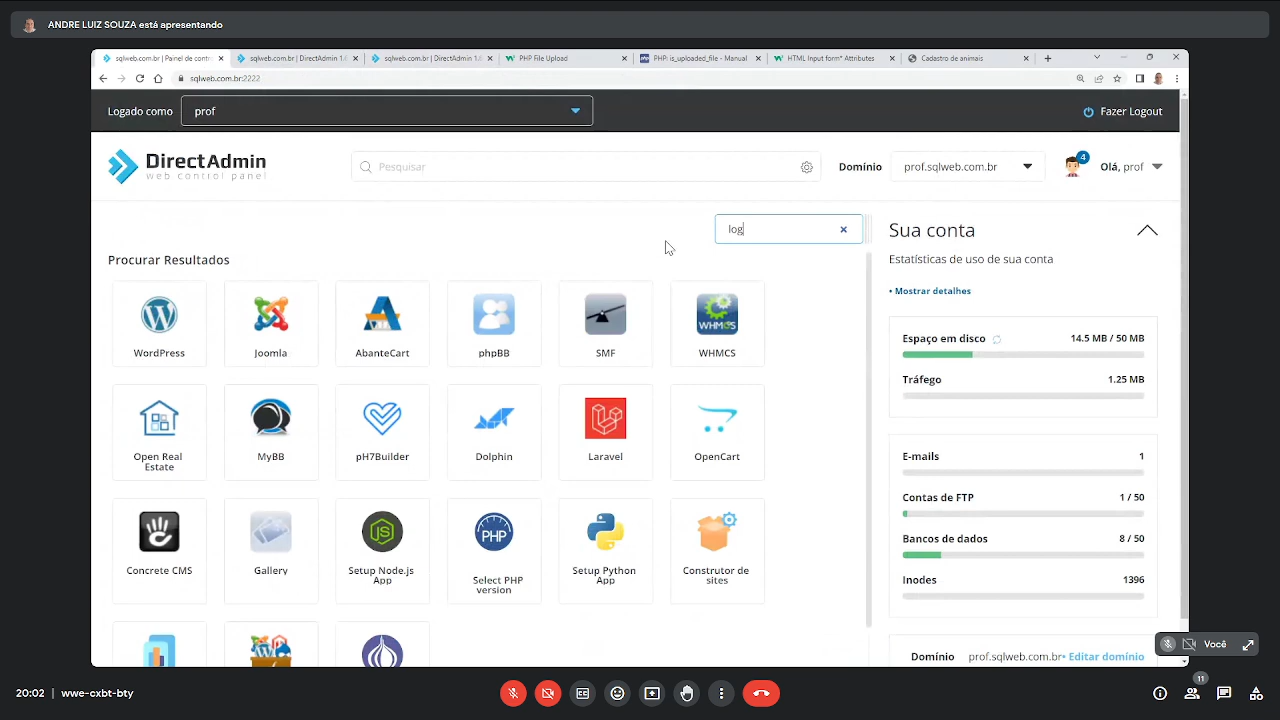 ANDRE LUIZ SOUZA está apresentando
sqlweb.com.br | Painel de contr
sqlweb.com.br | DirectAdmin 1.6
sqlweb.com.br | DirectAdmin 1.6
PHP File Upload
PHP: is_uploaded_file - Manual
HTML Input form* Attributes
Cadastro de animais
sqlweb.com.br:2222
Logado como
prof
Fazer Logout
DirectAdmin
web control panel
Pesquisar
Domínio
prof.sqlweb.com.br
4
Olá, prof
log
Sua conta
Procurar Resultados
Estatísticas de uso de sua conta
• Mostrar detalhes
WordPress
Joomla
AbanteCart
phpBB
SMF
WHMCS
WHMCS
Espaço em disco
14.5 MB / 50 MB
Tráfego
1.25 MB
Open Real
Estate
MyBB
pH7Builder
Dolphin
Laravel
OpenCart
E-mails
1
Contas de FTP
1 / 50
Bancos de dados
8 / 50
Inodes
1396
JS
PHP
Concrete CMS
Gallery
Setup Node.js
App
Select PHP
version
Setup Python
App
Construtor de
sites
Domínio
prof.sqlweb.com.br
• Editar domínio
Você
20:02 | wwe-cxbt-bty
11